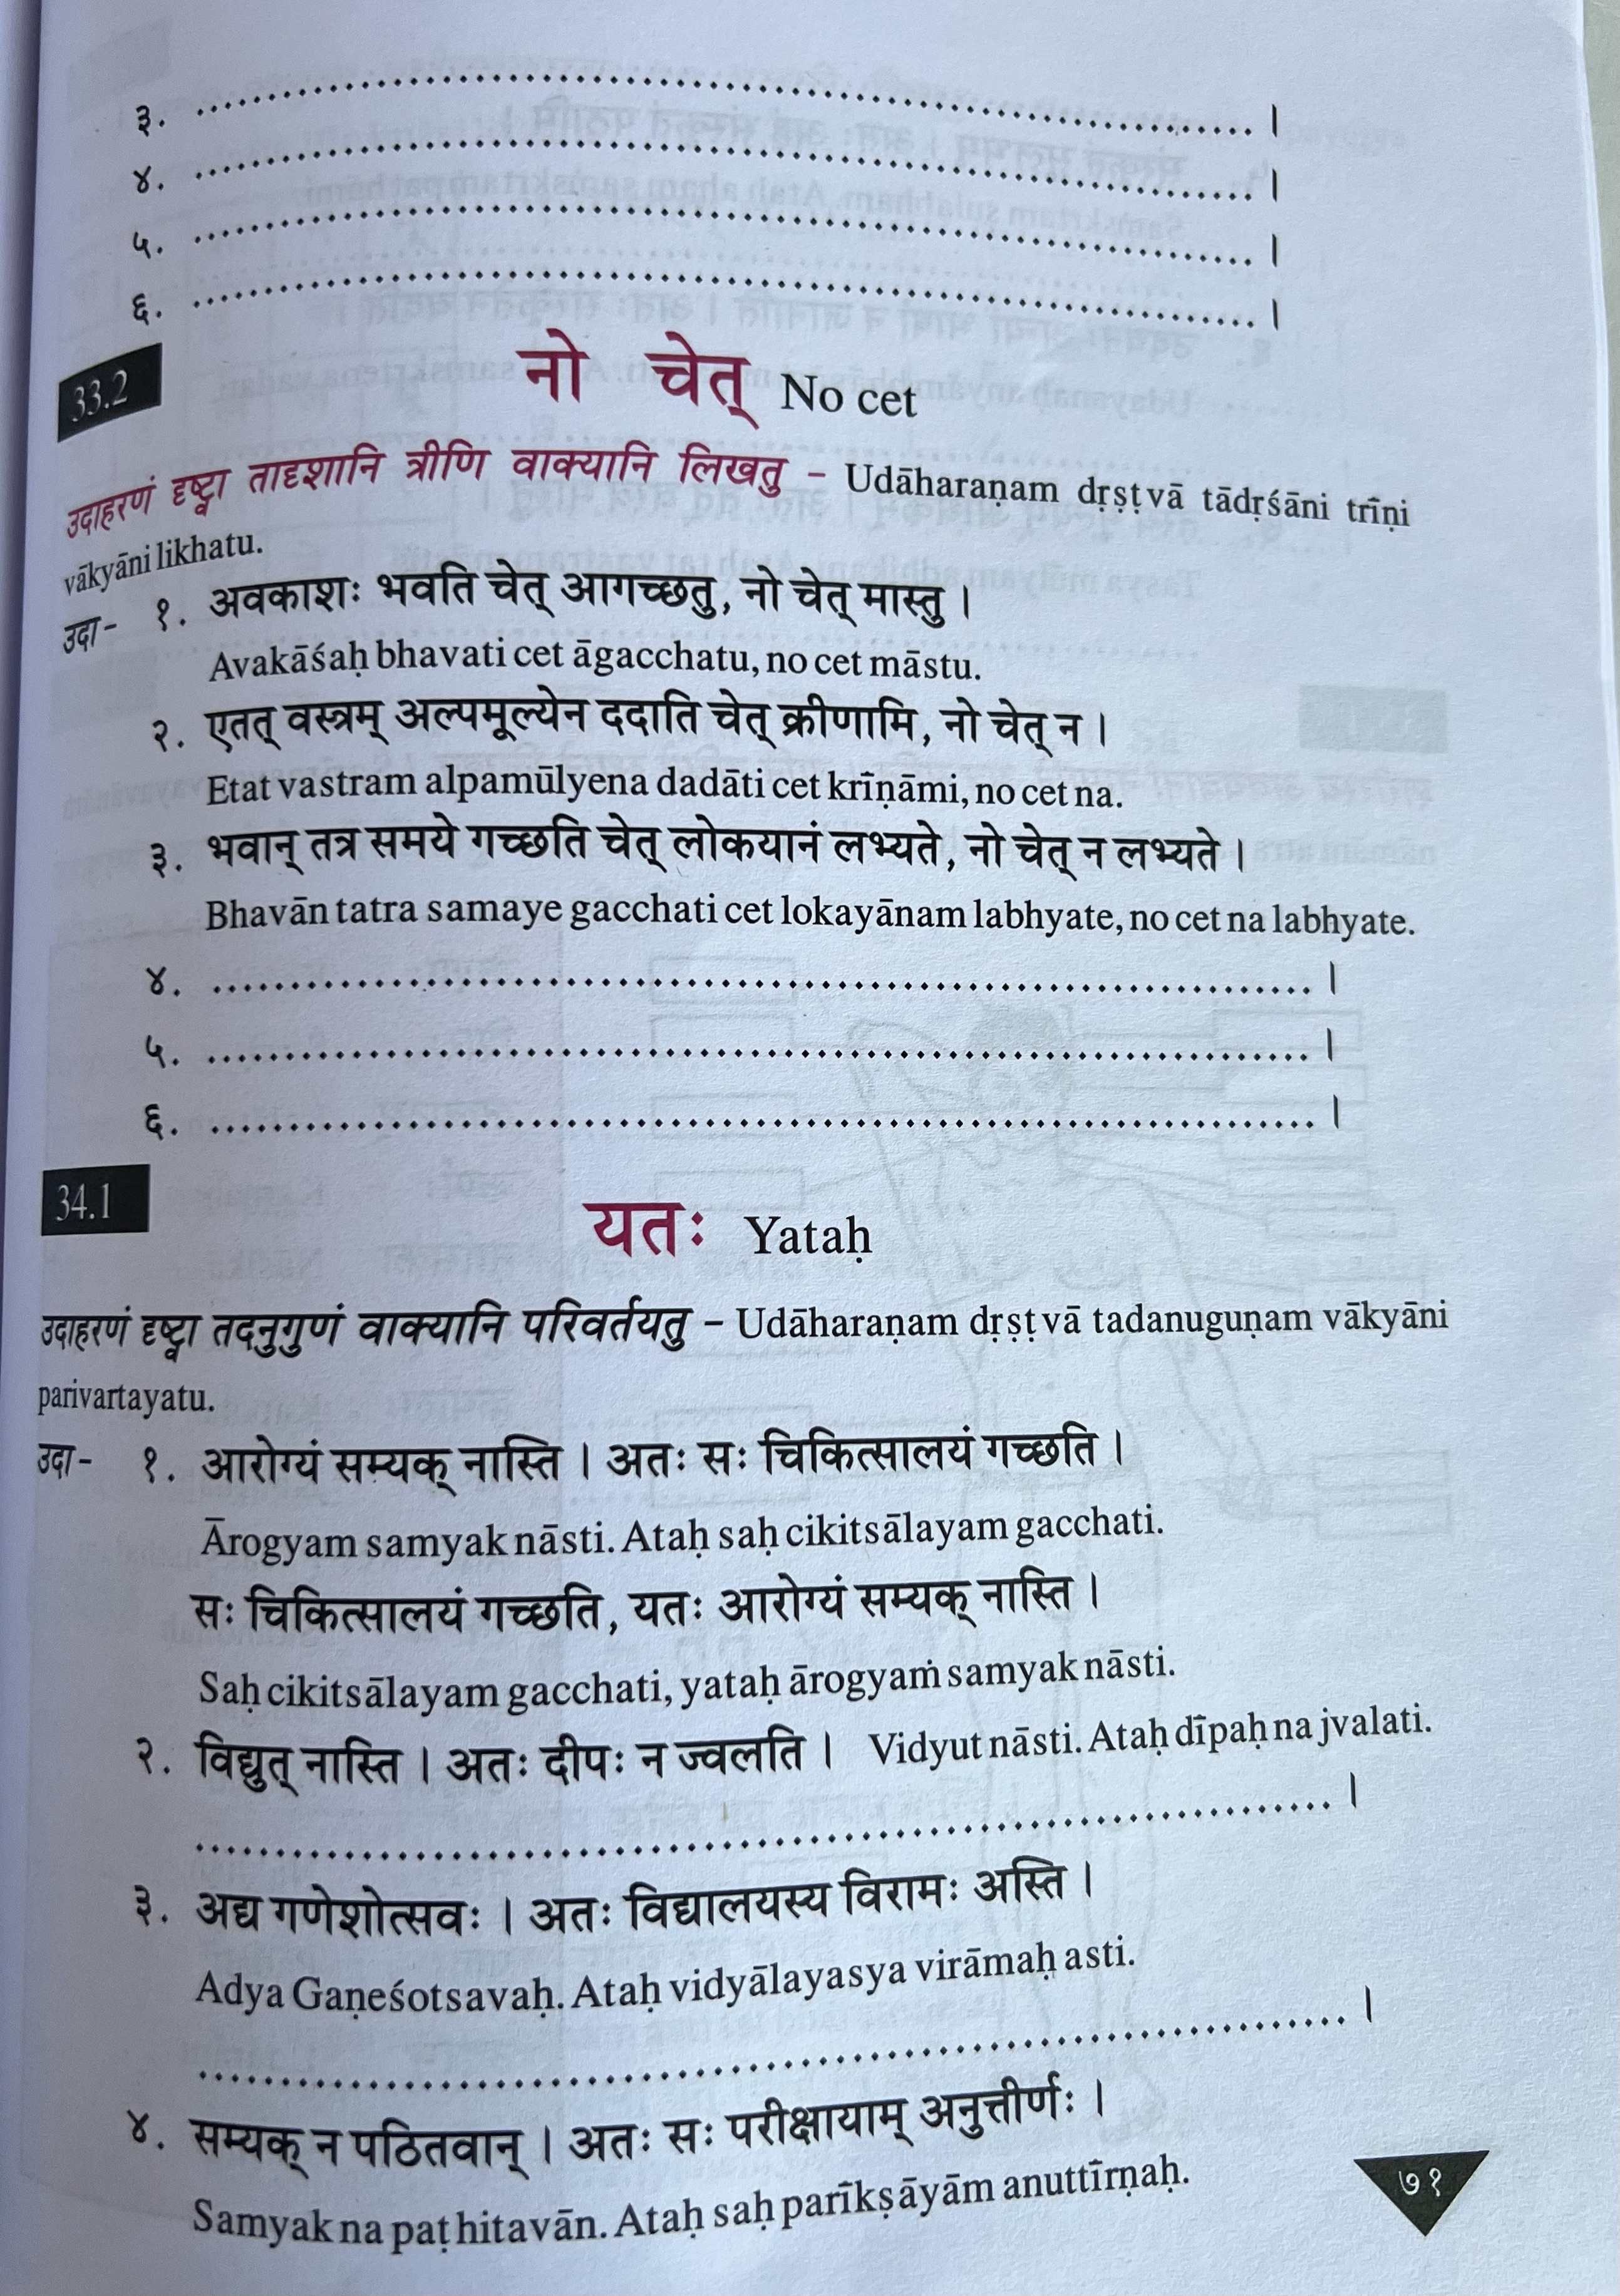 ३. .................................................. ।
४. .................................................. ।
५. .................................................. ।
६. .................................................. ।
33.2
नो चेत् No cet
उदाहरणं दृष्ट्वा तादृशानि त्रीणि वाक्यानि लिखतु – Udāharaṇam dṛṣṭvā tādṛśāni trīṇi
vākyāni likhatu.
उदा - १. अवकाशः भवति चेत् आगच्छतु, नो चेत् मास्तु ।
Avakāśaḥ bhavati cet āgacchatu, no cet māstu.
२. एतत् वस्त्रम् अल्पमूल्येन ददाति चेत् क्रीणामि, नो चेत् न ।
Etat vastram alpamūlyena dadāti cet krīṇāmi, no cet na.
३. भवान् तत्र समये गच्छति चेत् लोकयानं लभ्यते, नो चेत् न लभ्यते ।
Bhavān tatra samaye gacchati cet lokayānam labhyate, no cet na labhyate.
४. .................................................. ।
५. .................................................. ।
६. .................................................. ।
34.1
यतः Yataḥ
उदाहरणं दृष्ट्वा तदनुगुणं वाक्यानि परिवर्तयतु – Udāharaṇam dṛṣṭvā tadanuguṇam vākyāni
parivartayatu.
उदा - १. आरोग्यं सम्यक् नास्ति । अतः सः चिकित्सालयं गच्छति ।
Ārogyam samyak nāsti. Ataḥ saḥ cikitsālayam gacchati.
सः चिकित्सालयं गच्छति, यतः आरोग्यं सम्यक् नास्ति ।
Saḥ cikitsālayam gacchati, yataḥ ārogyaṁ samyak nāsti.
२. विद्युत् नास्ति । अतः दीपः न ज्वलति । Vidyut nāsti. Ataḥ dīpaḥ na jvalati.
.................................................. ।
३. अद्य गणेशोत्सवः । अतः विद्यालयस्य विरामः अस्ति ।
Adya Gaṇeśotsavaḥ. Ataḥ vidyālayasya virāmaḥ asti.
.................................................. ।
४. सम्यक् न पठितवान् । अतः सः परीक्षायाम् अनुत्तीर्णः ।
Samyak na paṭhitavān. Ataḥ saḥ parīkṣāyām anuttīrṇaḥ.
७१